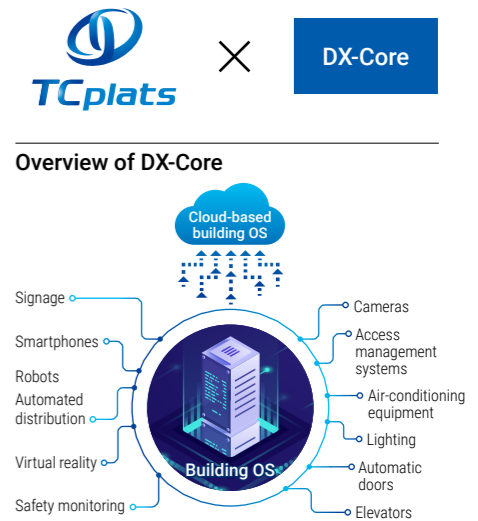 TCplats
DX-Core
Overview of DX-Core
Cloud-based
building OS
Signage
Smartphones
Robots
Automated
distribution
Virtual reality
Safety monitoring
Building OS
Cameras
Access
management
systems
Air-conditioning
equipment
Lighting
Automatic
doors
Elevators